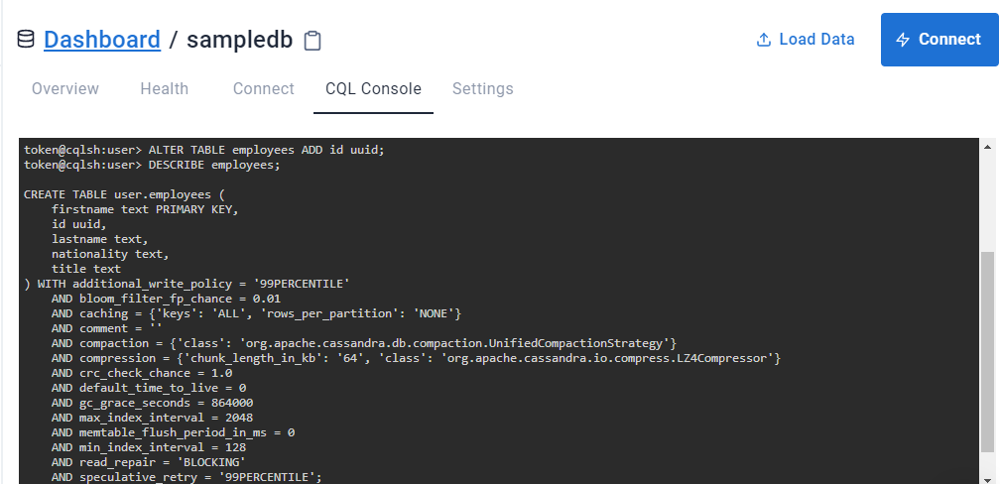 Dashboard / sampledb
Load Data
Connect
Overview Health Connect CQL Console Settings
token@cqlsh:user> ALTER TABLE employees ADD id uuid;
token@cqlsh:user> DESCRIBE employees;
CREATE TABLE user.employees (
    firstname text PRIMARY KEY,
    id uuid,
    lastname text,
    nationality text,
    title text
) WITH additional_write_policy = '99PERCENTILE'
    AND bloom_filter_fp_chance = 0.01
    AND caching = {'keys': 'ALL', 'rows_per_partition': 'NONE'}
    AND comment = ''
    AND compaction = {'class': 'org.apache.cassandra.db.compaction.UnifiedCompactionStrategy'}
    AND compression = {'chunk_length_in_kb': '64', 'class': 'org.apache.cassandra.io.compress.LZ4Compressor'}
    AND crc_check_chance = 1.0
    AND default_time_to_live = 0
    AND gc_grace_seconds = 864000
    AND max_index_interval = 2048
    AND memtable_flush_period_in_ms = 0
    AND min_index_interval = 128
    AND read_repair = 'BLOCKING'
    AND speculative_retry = '99PERCENTILE';